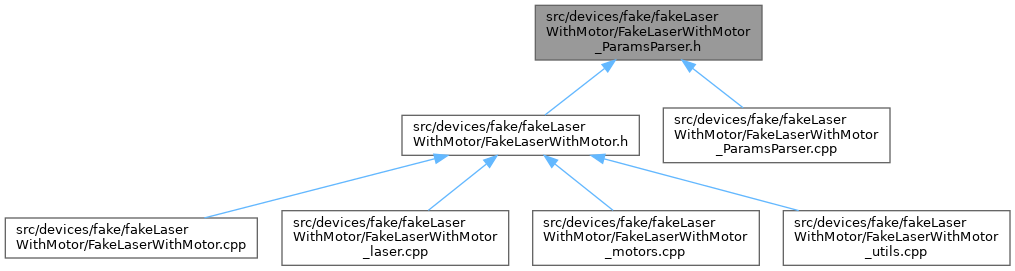 src/devices/fake/fakeLaser
WithMotor/FakeLaserWithMotor
_ParamsParser.h
src/devices/fake/fakeLaser
WithMotor/FakeLaserWithMotor.h
src/devices/fake/fakeLaser
WithMotor/FakeLaserWithMotor
_ParamsParser.cpp
src/devices/fake/fakeLaser
WithMotor/FakeLaserWithMotor.cpp
src/devices/fake/fakeLaser
WithMotor/FakeLaserWithMotor
_laser.cpp
src/devices/fake/fakeLaser
WithMotor/FakeLaserWithMotor
_motors.cpp
src/devices/fake/fakeLaser
WithMotor/FakeLaserWithMotor
_utils.cpp